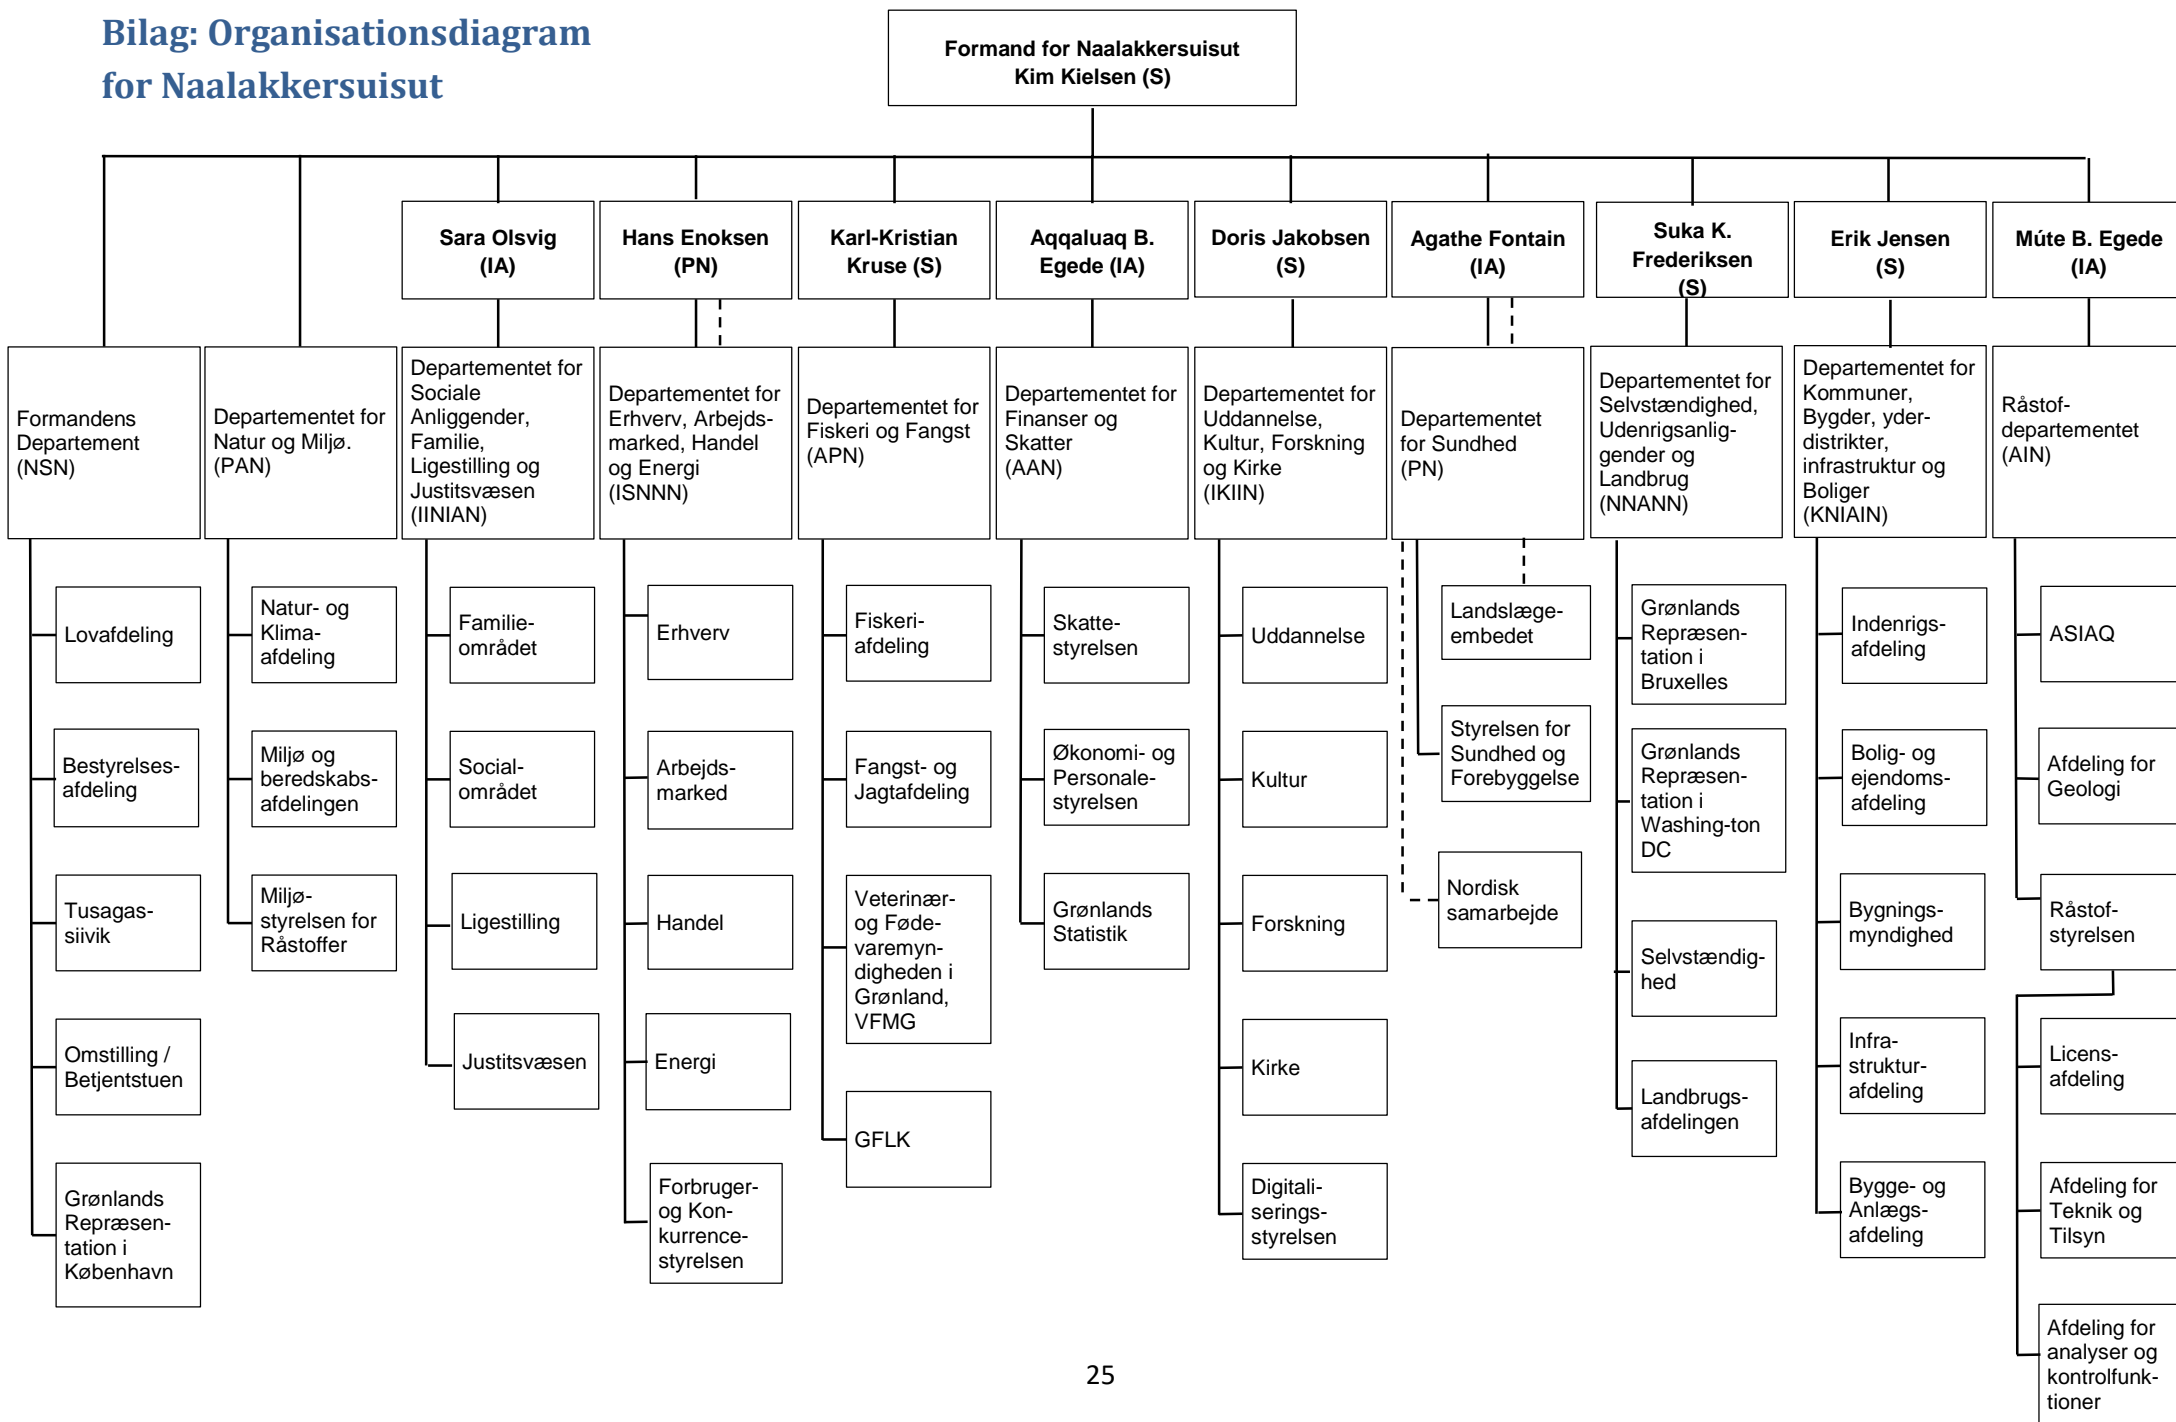 Bilag: Organisationsdiagram
for Naalakkersuisut
Formand for Naalakkersuisut
Kim Kielsen (S)
Sara Olsvig
(IA)
Hans Enoksen
(PN)
Karl-Kristian
Kruse (S)
Aqqaluaq B.
Egede (IA)
Doris Jakobsen
(S)
Agathe Fontain
(IA)
Suka K.
Frederiksen
(S)
Erik Jensen
(S)
Múte B. Egede
(IA)
Formandens
Departement
(NSN)
Departementet for
Natur og Miljø.
(PAN)
Departementet for
Sociale
Anliggender,
Familie,
Ligestilling og
Justitsvæsen
(IINIAN)
Departementet for
Erhverv, Arbejds-
marked, Handel
og Energi
(ISNNN)
Departementet for
Fiskeri og Fangst
(APN)
Departementet for
Finanser og
Skatter
(AAN)
Departementet for
Uddannelse,
Kultur, Forskning
og Kirke
(IKIIN)
Departementet
for Sundhed
(PN)
Departementet for
Selvstændighed,
Udenrigsanlig-
gender og
Landbrug
(NNANN)
Departementet for
Kommuner,
Bygder, yder-
distrikter,
infrastruktur og
Boliger
(KNIAIN)
Råstof-
departementet
(AIN)
Lovafdeling
Bestyrelses-
afdeling
Tusagas-
siivik
Omstilling /
Betjentstuen
Grønlands
Repræsen-
tation i
København
Natur- og
Klima-
afdeling
Miljø og
beredskabs-
afdelingen
Miljø-
styrelsen for
Råstoffer
Familie-
området
Social-
området
Ligestilling
Justitsvæsen
Erhverv
Arbejds-
marked
Handel
Energi
Forbruger-
og Kon-
kurrence-
styrelsen
Fiskeri-
afdeling
Fangst- og
Jagtafdeling
Veterinær-
og Føde-
varemyn-
digheden i
Grønland,
VFMG
GFLK
Skatte-
styrelsen
Økonomi- og
Personale-
styrelsen
Grønlands
Statistik
Uddannelse
Kultur
Forskning
Kirke
Digitali-
serings-
styrelsen
Landslæge-
embedet
Styrelsen for
Sundhed og
Forebyggelse
Nordisk
samarbejde
Grønlands
Repræsen-
tation i
Bruxelles
Grønlands
Repræsen-
tation i
Washing-ton
DC
Selvstændig-
hed
Landbrugs-
afdelingen
Indenrigs-
afdeling
Bolig- og
ejendoms-
afdeling
Bygnings-
myndighed
Infra-
struktur-
afdeling
Bygge- og
Anlægs-
afdeling
ASIAQ
Afdeling for
Geologi
Råstof-
styrelsen
Licens-
afdeling
Afdeling for
Teknik og
Tilsyn
Afdeling for
analyser og
kontrolfunk-
tioner
25